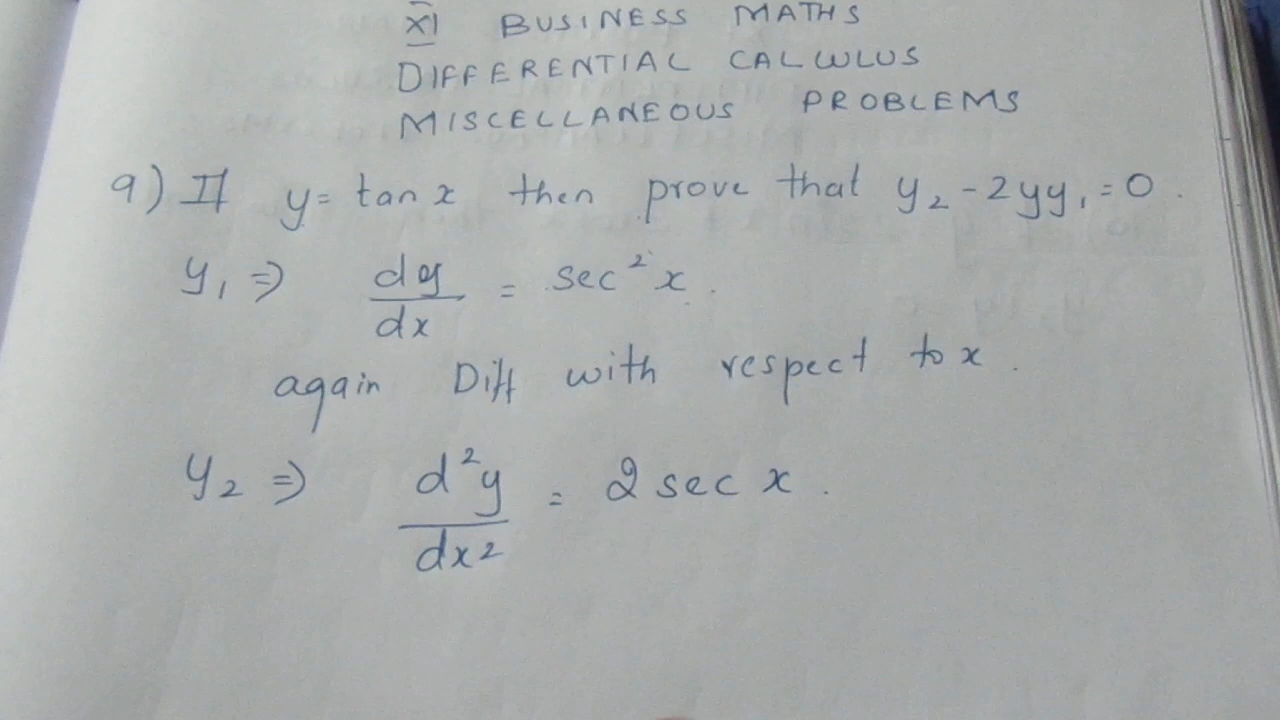 XI BUSINESS MATHS
DIFFERENTIAL CALCULUS
MISCELLANEOUS PROBLEMS
9) If y = tan x then prove that y₂ - 2yy₁ = 0.
y₁ ⇒ dy/dx = sec² x.
again Diff with respect to x.
y₂ ⇒ d²y/dx² = 2 sec x.